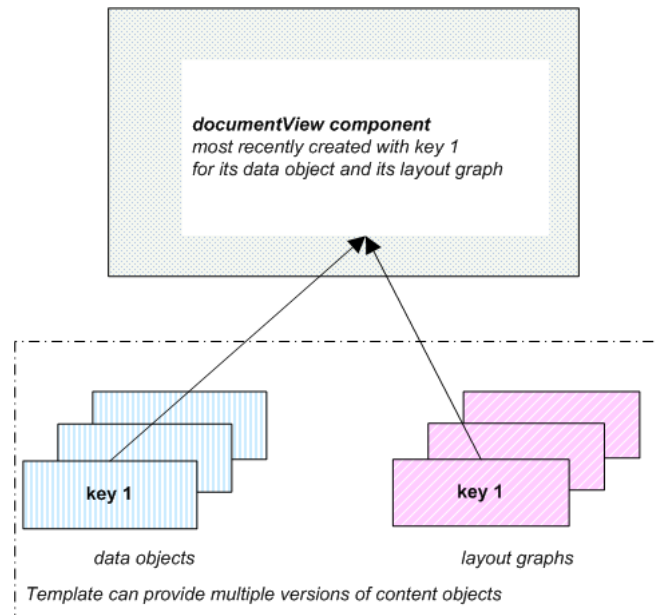 documentView component
most recently created with key 1
for its data object and its layout graph
key 1
key 1
data objects
layout graphs
Template can provide multiple versions of content objects